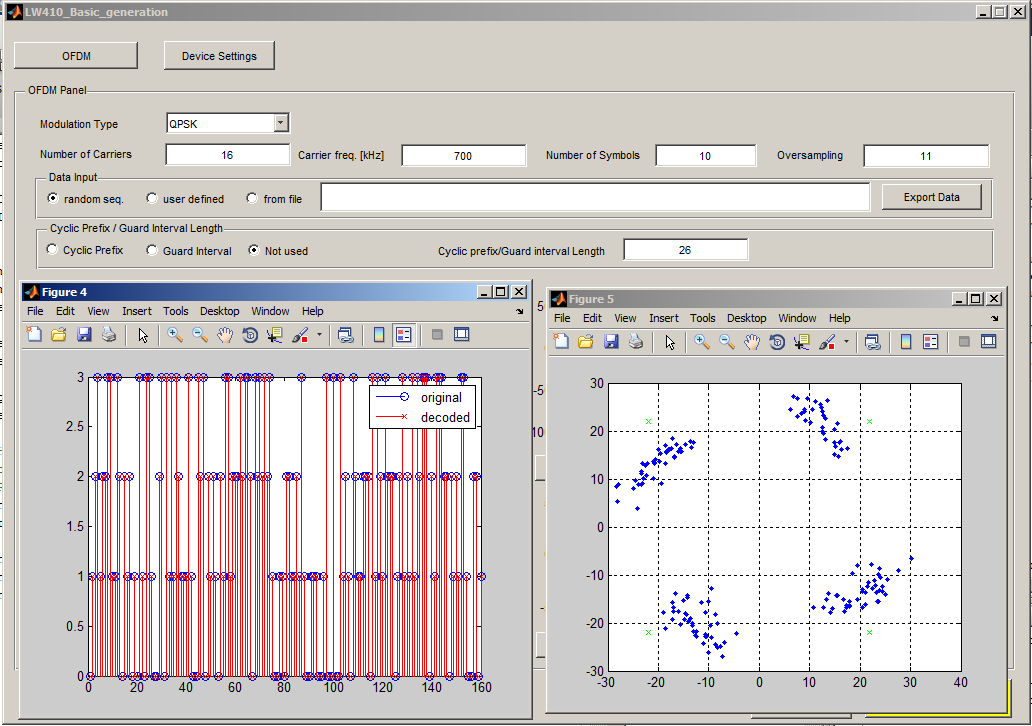 LW410_Basic_generation
OFDM
Device Settings
OFDM Panel
Modulation Type
QPSK
Number of Carriers
16
Carrier freq. [kHz]
700
Number of Symbols
10
Oversampling
11
Data Input
random seq.
user defined
from file
Export Data
Cyclic Prefix / Guard Interval Length
Cyclic Prefix
Guard Interval
Not used
Cyclic prefix/Guard interval Length
26
Figure 4
File Edit View Insert Tools Desktop Window Help
3
2.5
2
1.5
1
0.5
0
0 20 40 60 80 100 120 140 160
original
decoded
5
-5
10
Figure 5
File Edit View Insert Tools Desktop Window Help
30
20
10
0
-10
-20
-30
-30 -20 -10 0 10 20 30 40